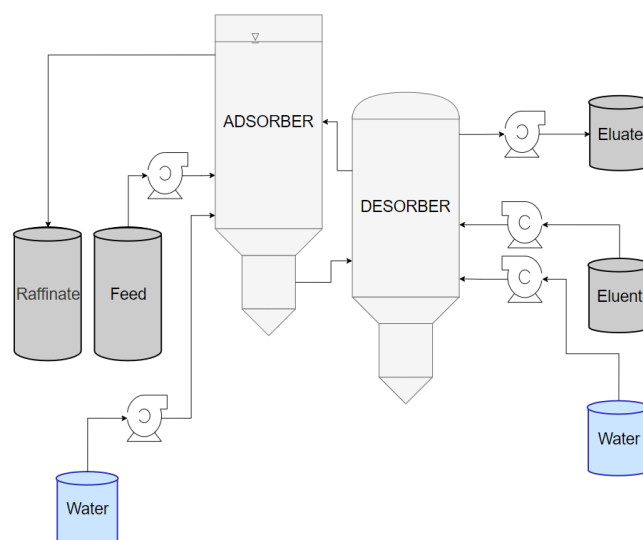 ADSORBER
Eluate
DESORBER
Raffinate
Feed
Eluent
Water
Water